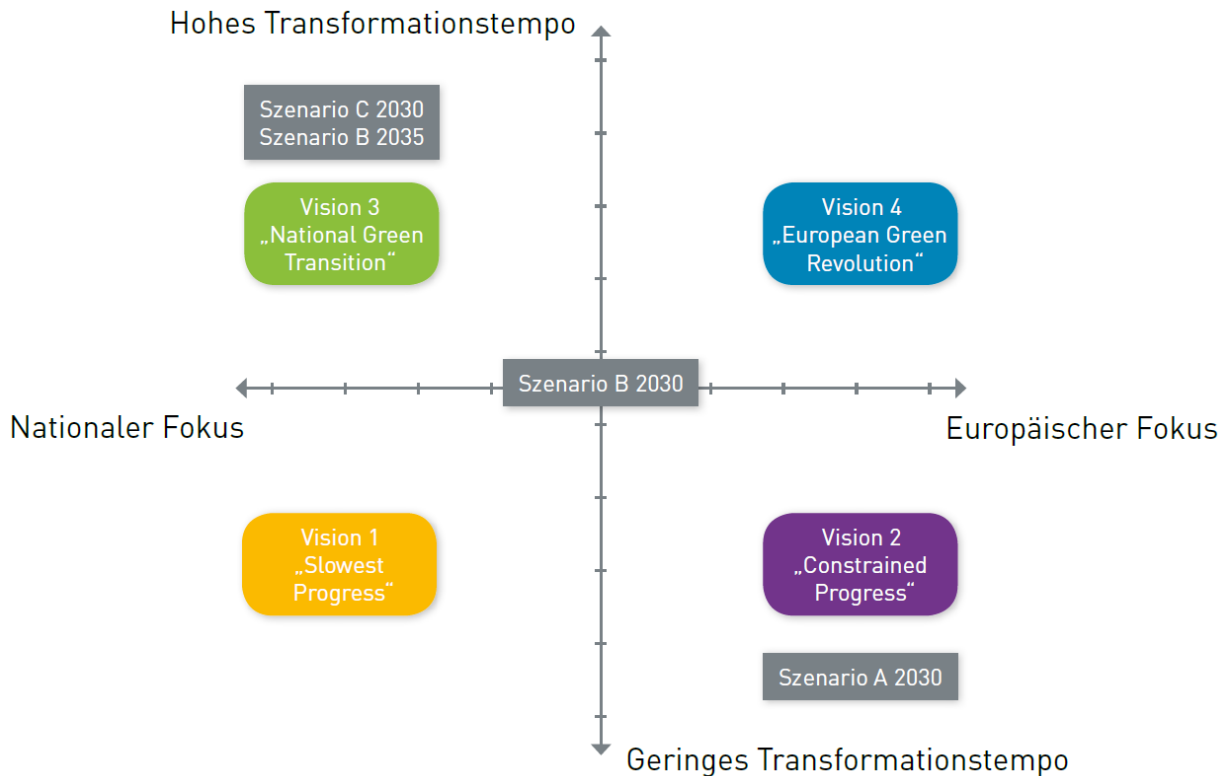 Hohes Transformationstempo
Szenario C 2030
Szenario B 2035
Vision 3
„National Green
Transition“
Vision 4
„European Green
Revolution“
Szenario B 2030
Nationaler Fokus
Europäischer Fokus
Vision 1
„Slowest
Progress“
Vision 2
„Constrained
Progress“
Szenario A 2030
Geringes Transformationstempo